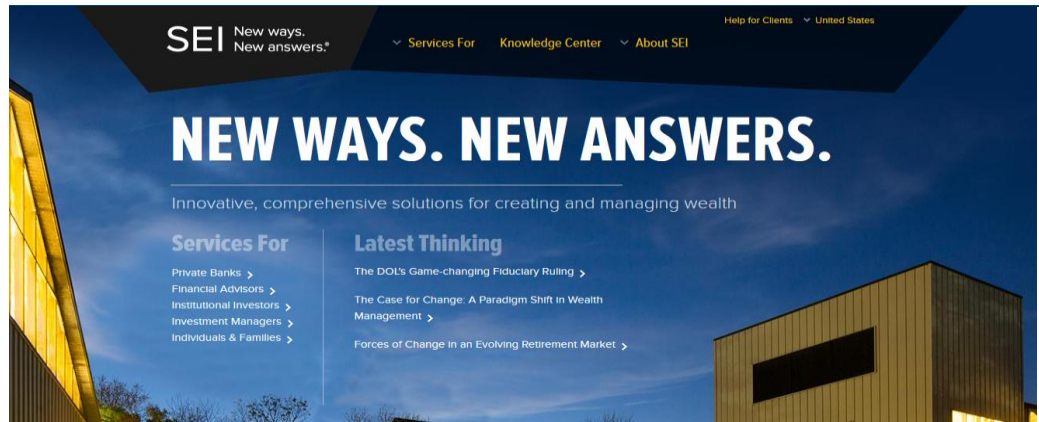 Help for Clients United States
SEI New ways.
New answers.®
Services For Knowledge Center About SEI
NEW WAYS. NEW ANSWERS.
Innovative, comprehensive solutions for creating and managing wealth
Services For
Private Banks
Financial Advisors
Institutional Investors
Investment Managers
Individuals & Families
Latest Thinking
The DOL's Game-changing Fiduciary Ruling
The Case for Change: A Paradigm Shift in Wealth
Management
Forces of Change in an Evolving Retirement Market